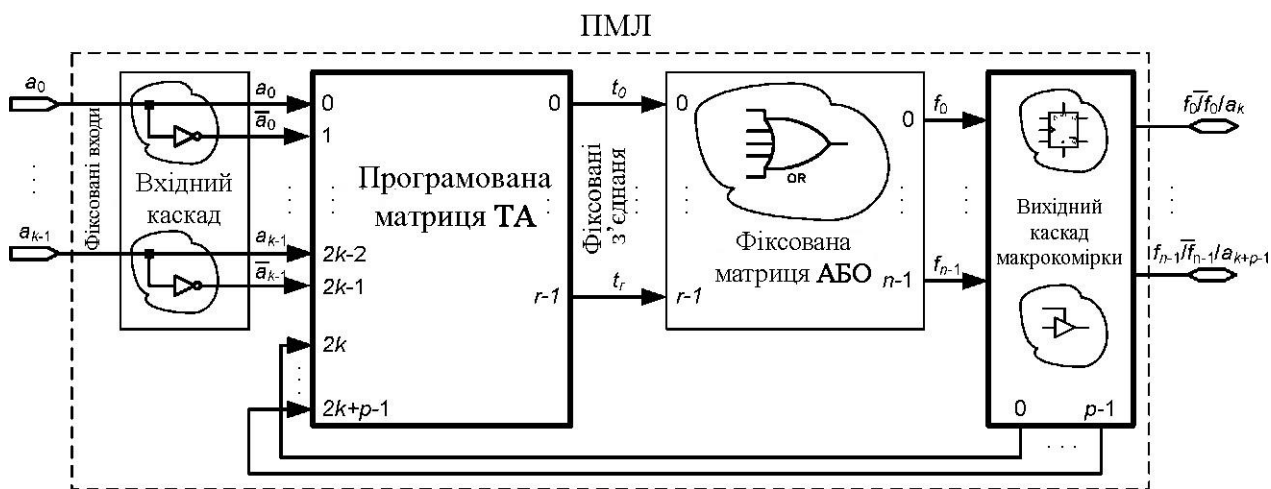 ПМЛ
a0
Фіксовані входи
a0
a̅0
Вхідний
каскад
ak-1
ak-1
a̅k-1
0
1
Програмована
матриця ТА
2k-2
2k-1
2k
2k+p-1
0
r-1
t0
Фіксовані
з’єднаня
tr
0
OR
0
Фіксована
матриця АБО
r-1
n-1
f0
fn-1
Вихідний
каскад
макрокомірки
0
p-1
f0/f̅0/ak
fn-1/f̅n-1/ak+p-1